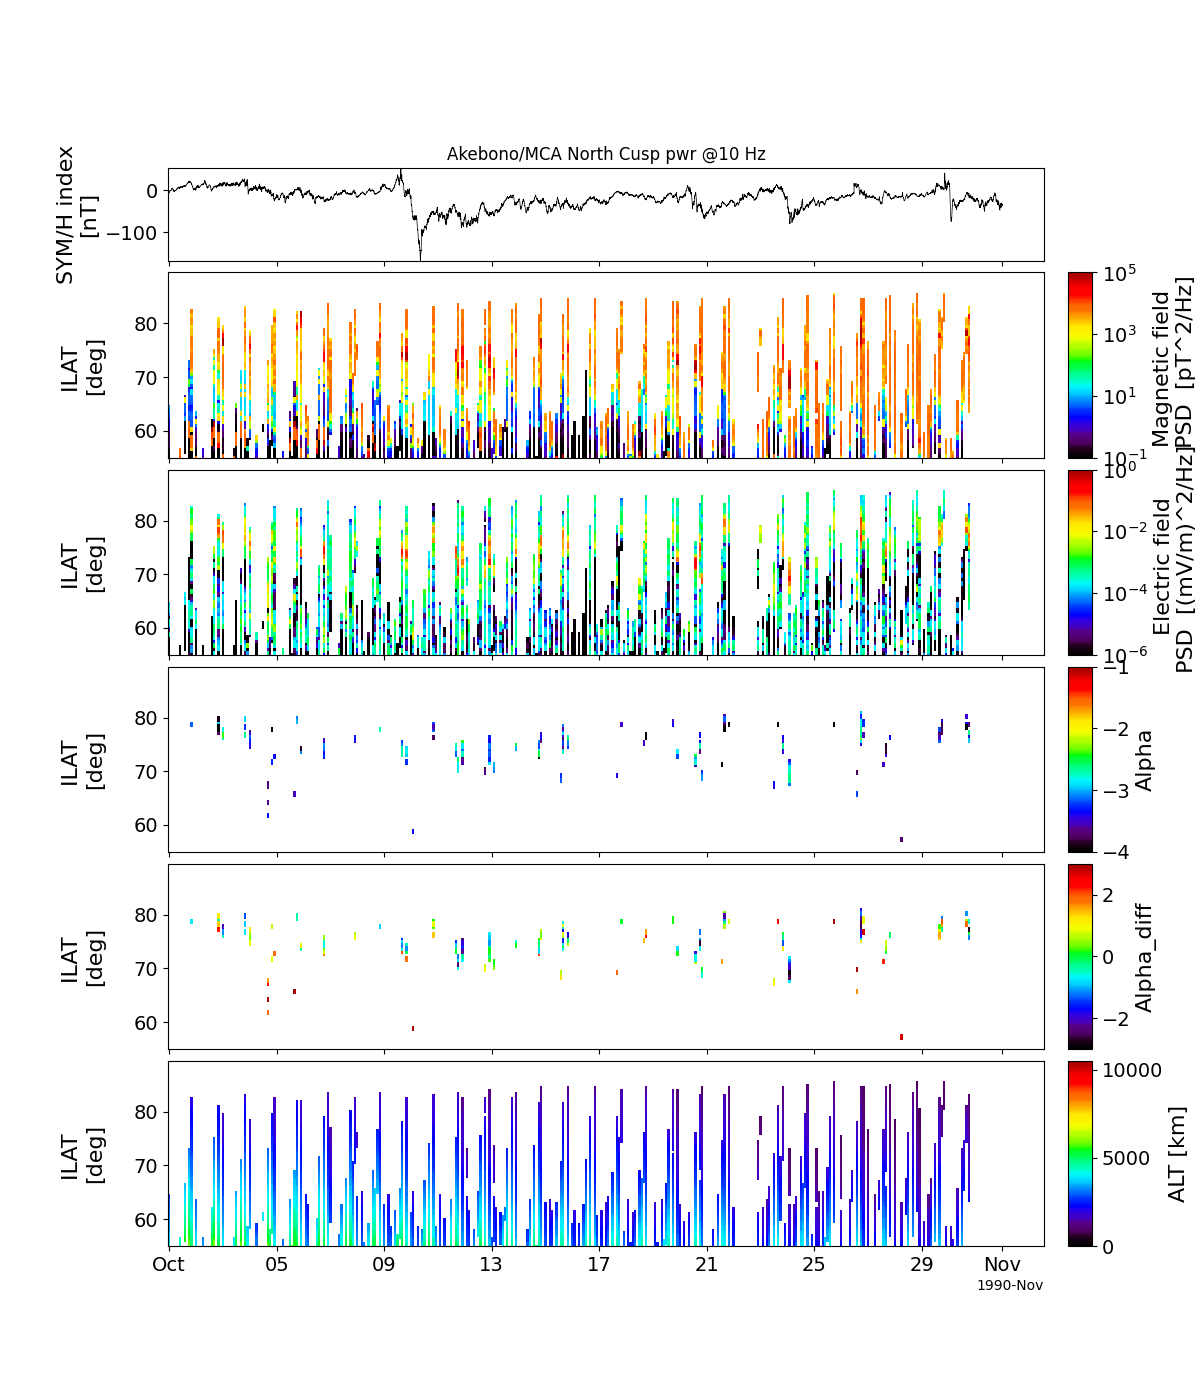 Akebono/MCA North Cusp pwr @10 Hz
SYM/H index
[nT]
0
−100
ILAT
[deg]
80
70
60
10^5
10^3
10^1
10^−1
Magnetic field
PSD [pT^2/Hz]
ILAT
[deg]
80
70
60
10^0
10^−2
10^−4
10^−6
Electric field
PSD [(mV/m)^2/Hz]
ILAT
[deg]
80
70
60
−1
−2
−3
−4
Alpha
ILAT
[deg]
80
70
60
2
0
−2
Alpha_diff
ILAT
[deg]
80
70
60
10000
5000
0
ALT [km]
Oct 05 09 13 17 21 25 29 Nov
1990-Nov